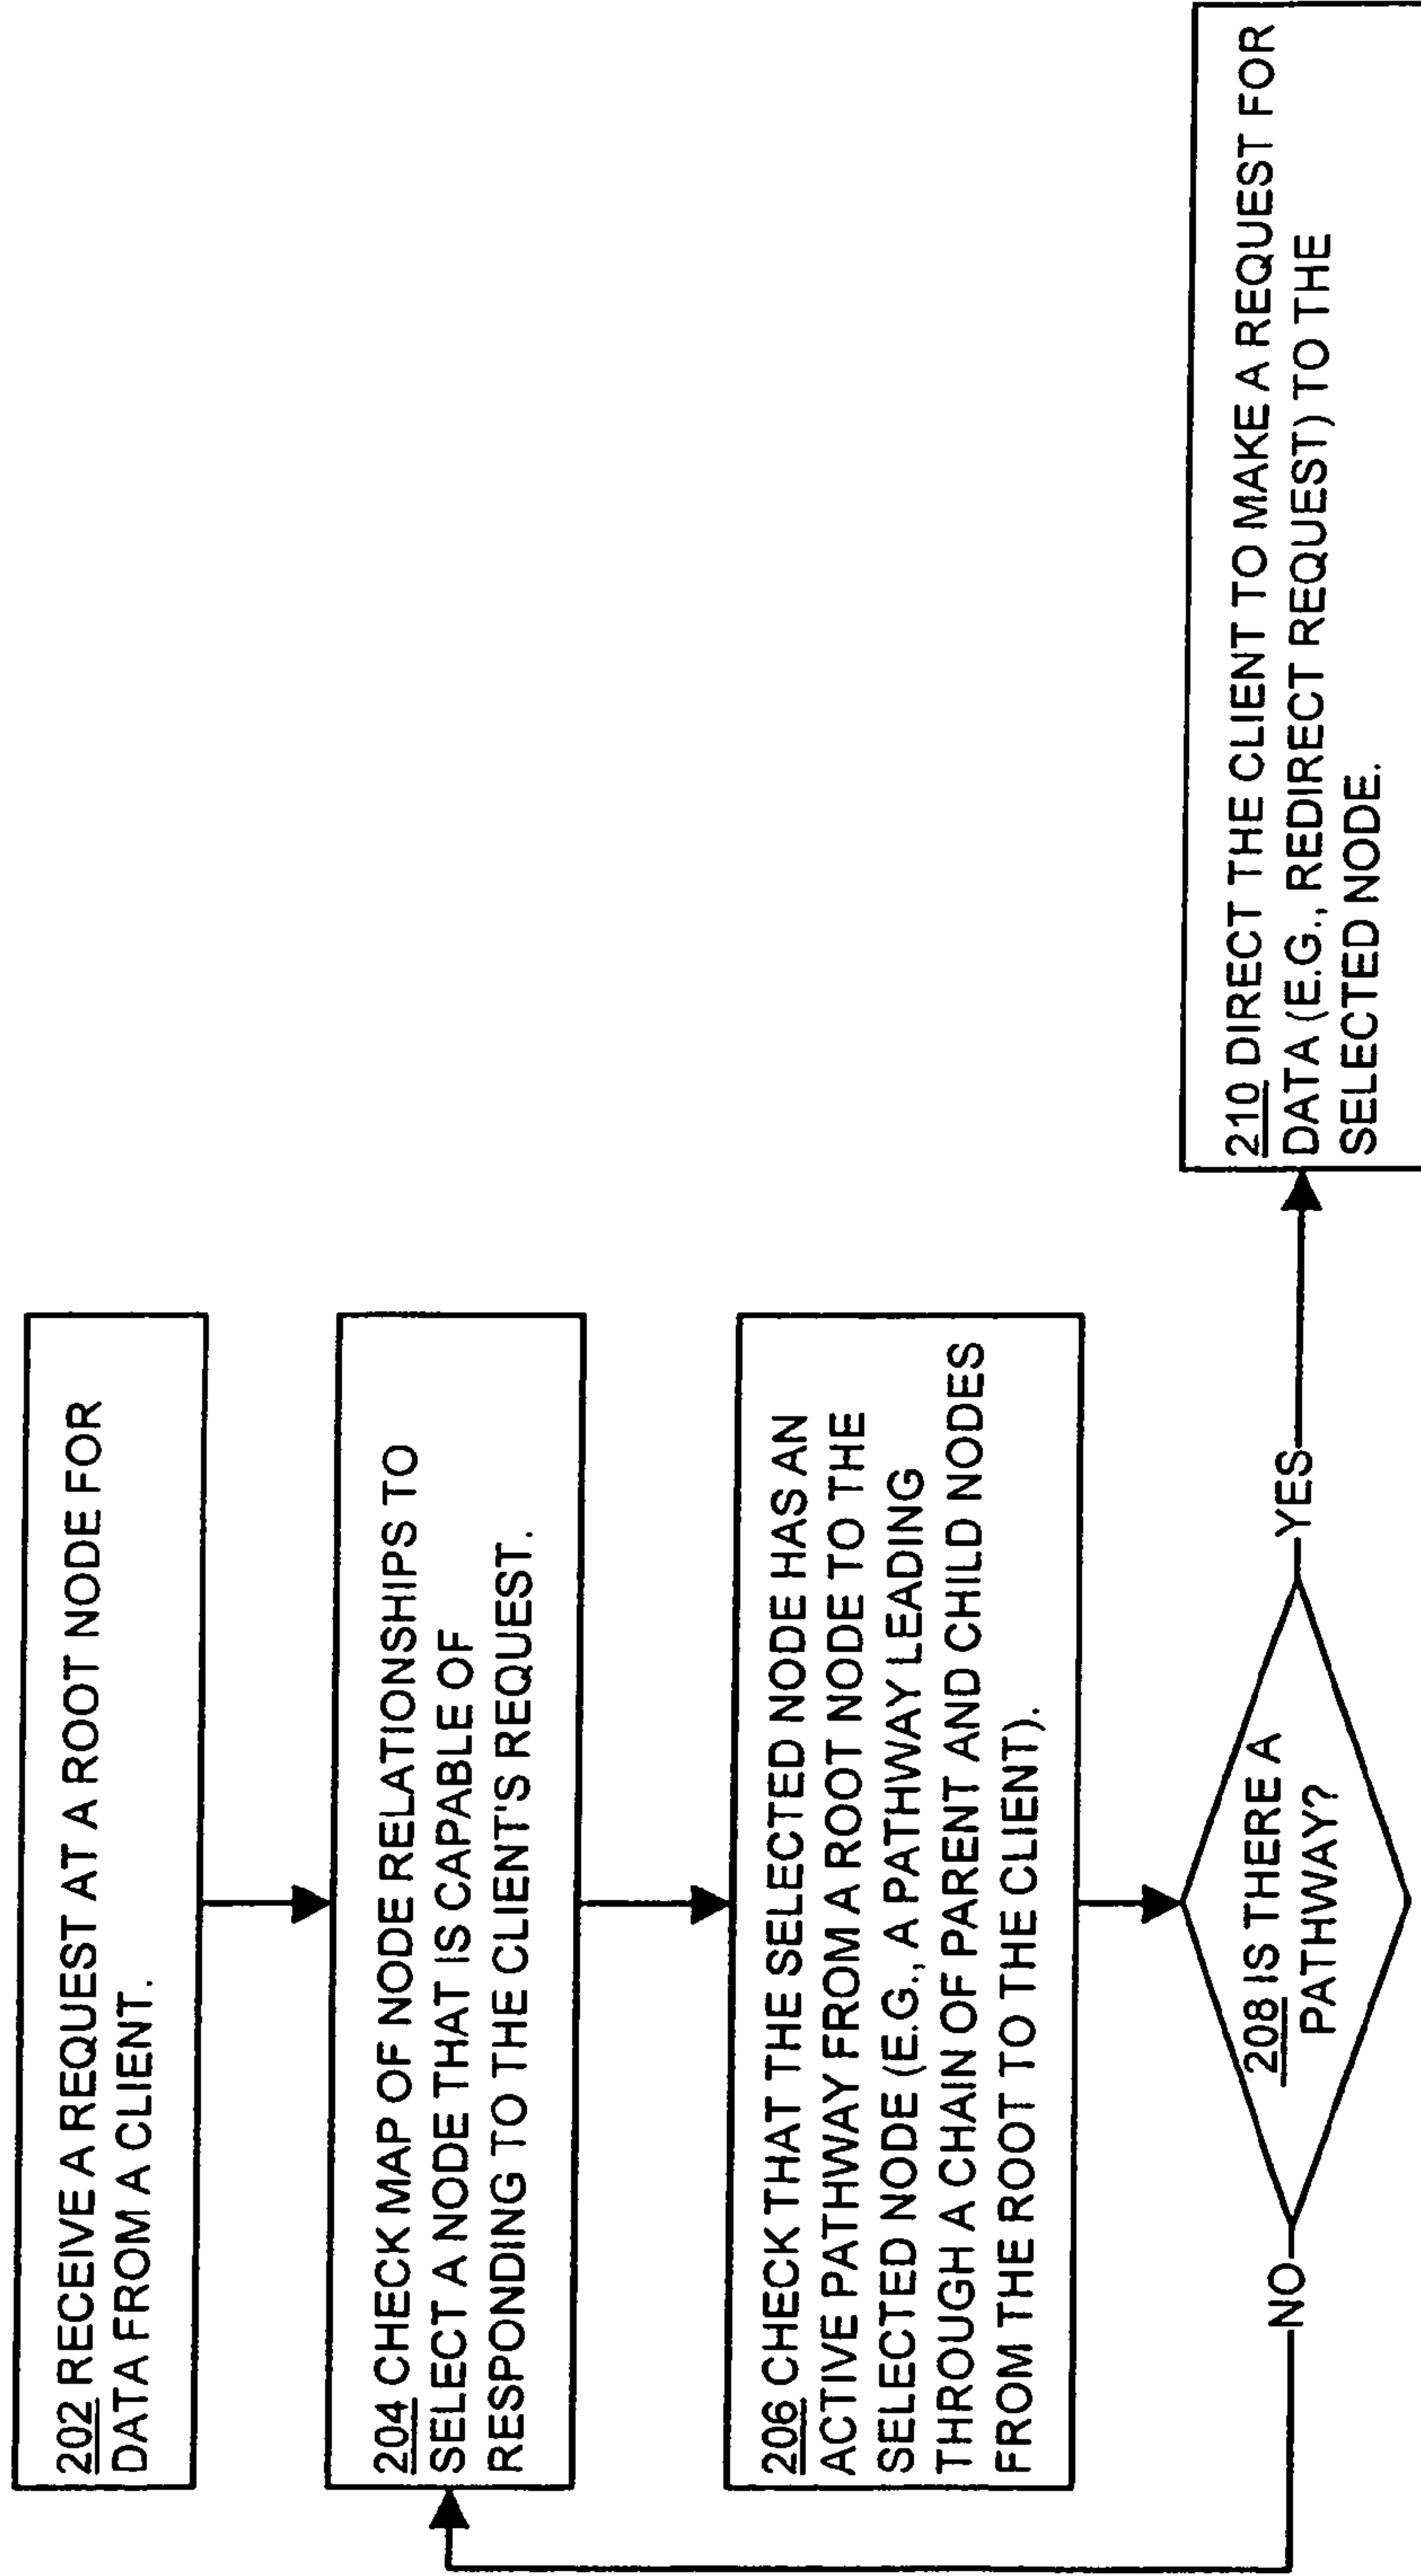 202 RECEIVE A REQUEST AT A ROOT NODE FOR
DATA FROM A CLIENT.
204 CHECK MAP OF NODE RELATIONSHIPS TO
SELECT A NODE THAT IS CAPABLE OF
RESPONDING TO THE CLIENT'S REQUEST.
206 CHECK THAT THE SELECTED NODE HAS AN
ACTIVE PATHWAY FROM A ROOT NODE TO THE
SELECTED NODE (E.G., A PATHWAY LEADING
THROUGH A CHAIN OF PARENT AND CHILD NODES
FROM THE ROOT TO THE CLIENT).
208 IS THERE A
PATHWAY?
NO
YES
210 DIRECT THE CLIENT TO MAKE A REQUEST FOR
DATA (E.G., REDIRECT REQUEST) TO THE
SELECTED NODE.